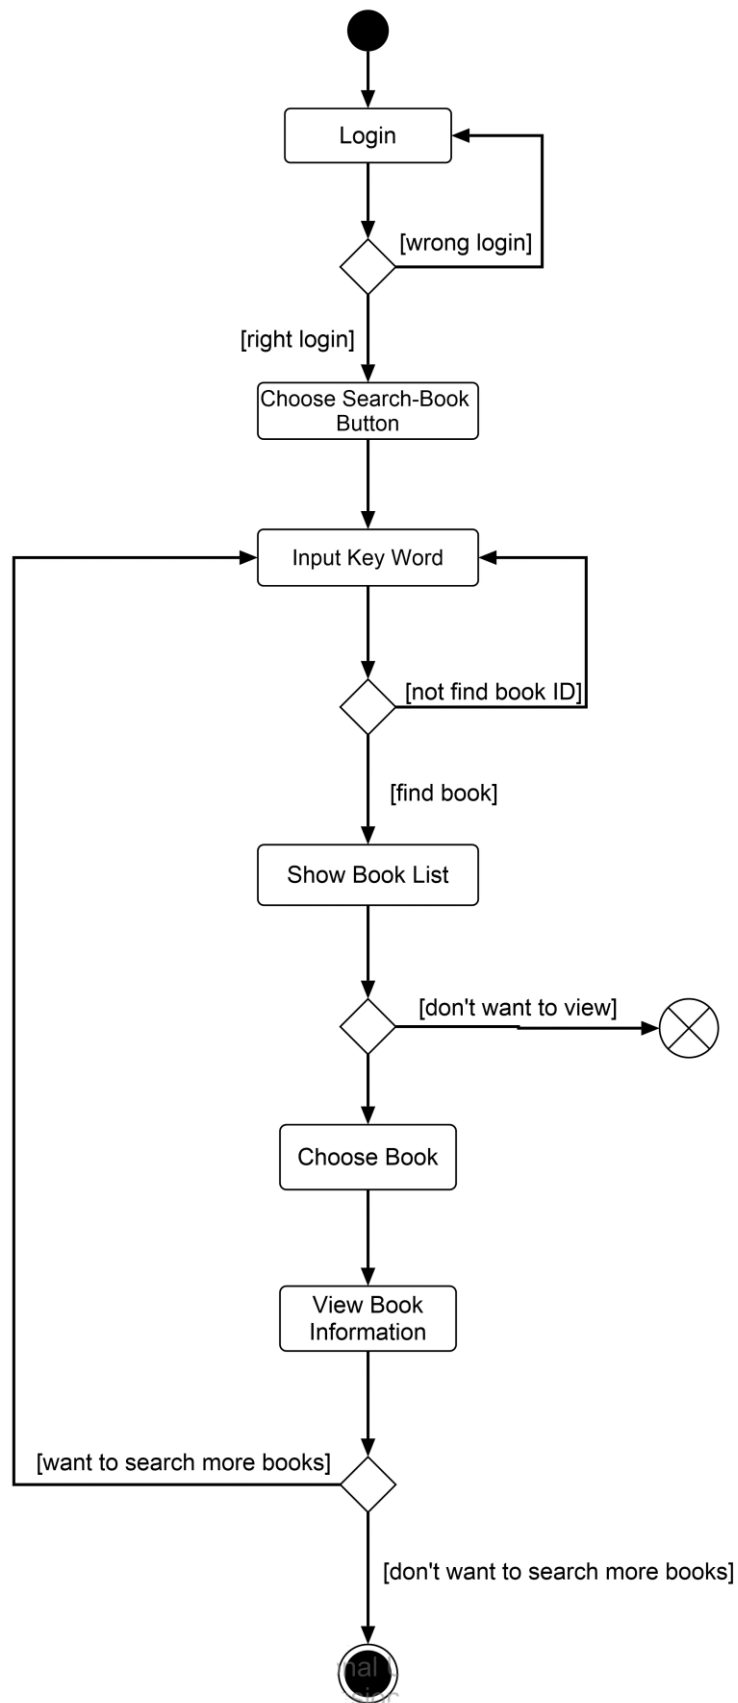 Login
[wrong login]
[right login]
Choose Search-Book
Button
Input Key Word
[not find book ID]
[find book]
Show Book List
[don't want to view]
Choose Book
View Book
Information
[want to search more books]
[don't want to search more books]